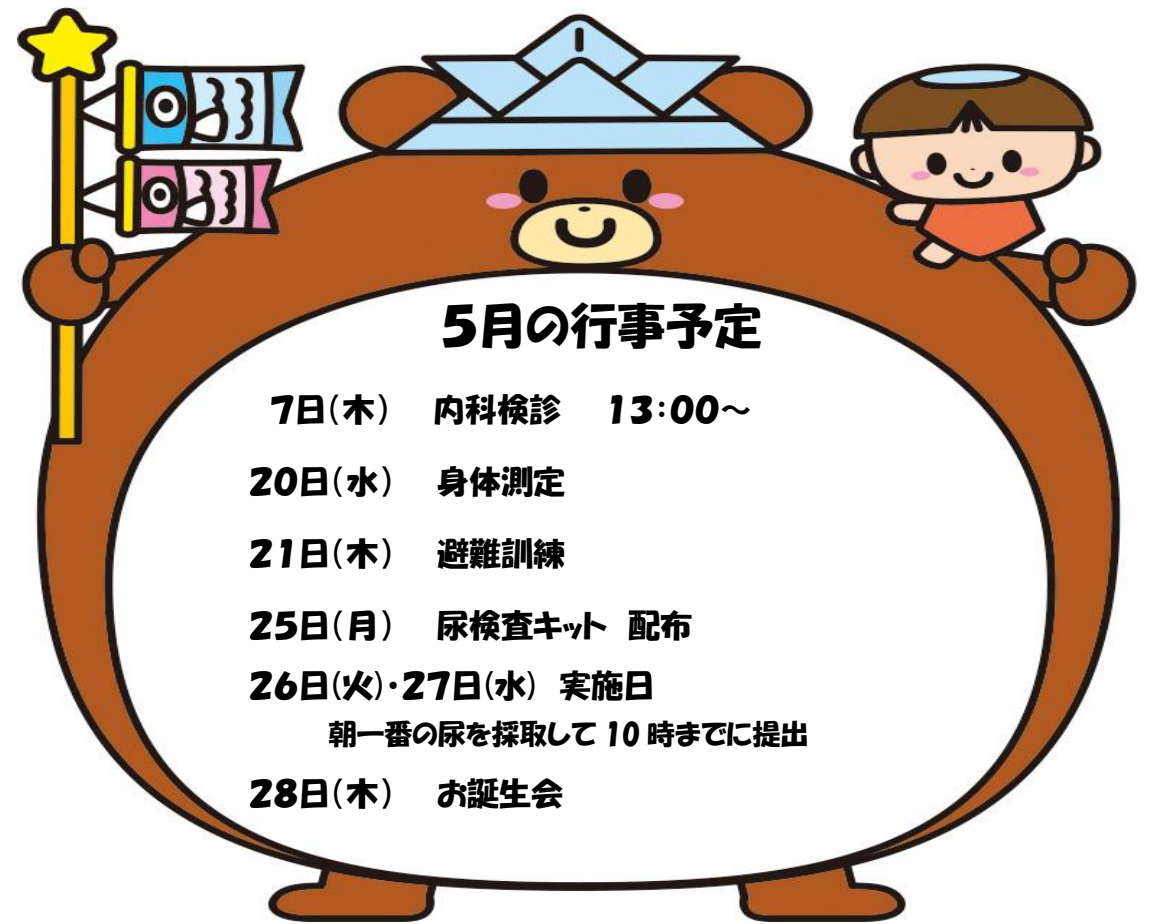 5月の行事予定
7日(木) 内科検診 13:00～
20日(水) 身体測定
21日(木) 避難訓練
25日(月) 尿検査キット 配布
26日(火)・27日(水) 実施日
朝一番の尿を採取して10時までに提出
28日(木) お誕生会